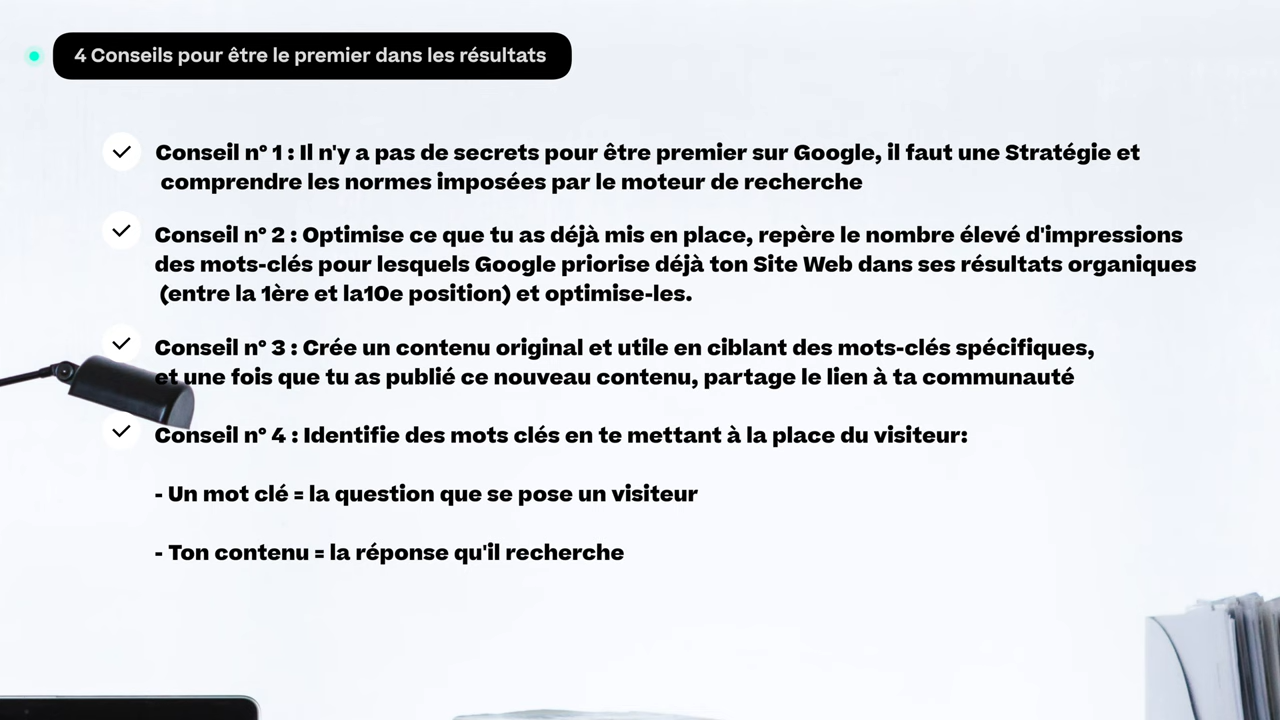 4 Conseils pour être le premier dans les résultats
Conseil n° 1 : Il n'y a pas de secrets pour être premier sur Google, il faut une Stratégie et
comprendre les normes imposées par le moteur de recherche
Conseil n° 2 : Optimise ce que tu as déjà mis en place, repère le nombre élevé d'impressions
des mots-clés pour lesquels Google priorise déjà ton Site Web dans ses résultats organiques
(entre la 1ère et la10e position) et optimise-les.
Conseil n° 3 : Crée un contenu original et utile en ciblant des mots-clés spécifiques,
et une fois que tu as publié ce nouveau contenu, partage le lien à ta communauté
Conseil n° 4 : Identifie des mots clés en te mettant à la place du visiteur:
- Un mot clé = la question que se pose un visiteur
- Ton contenu = la réponse qu'il recherche